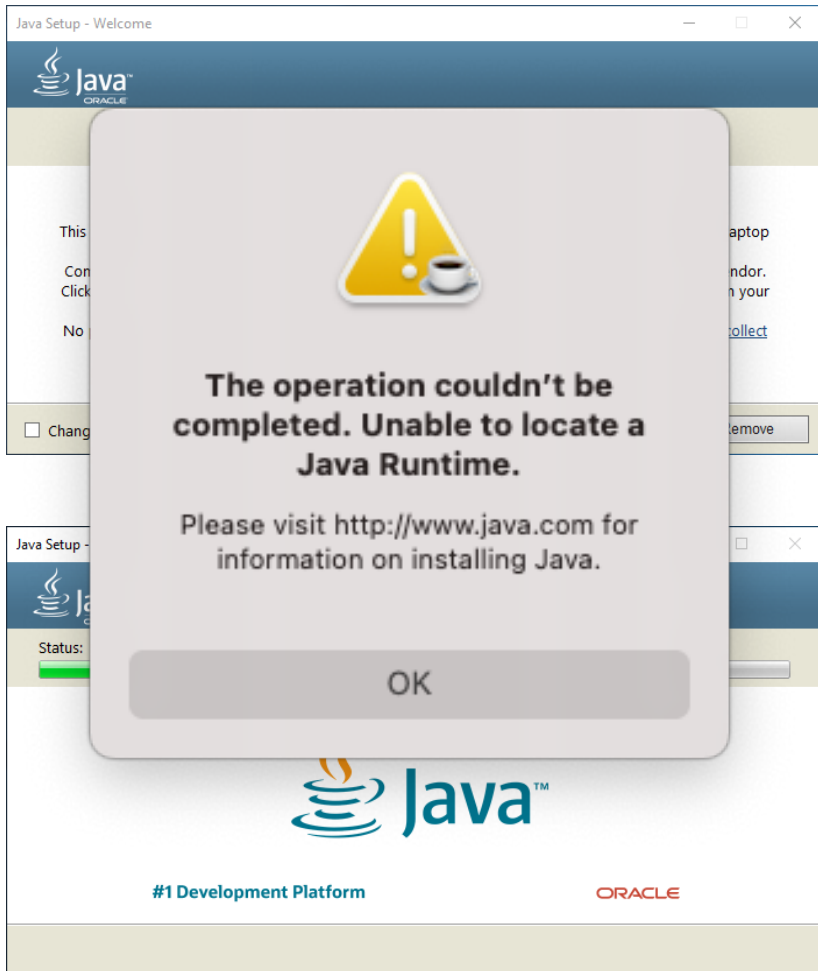 Java Setup - Welcome
Java™
ORACLE
This
aptop
Con
ndor.
Click
n your
No
collect
Chang
Remove
The operation couldn't be
completed. Unable to locate a
Java Runtime.
Please visit http://www.java.com for
information on installing Java.
OK
Java Setup -
Status:
Java™
#1 Development Platform
ORACLE